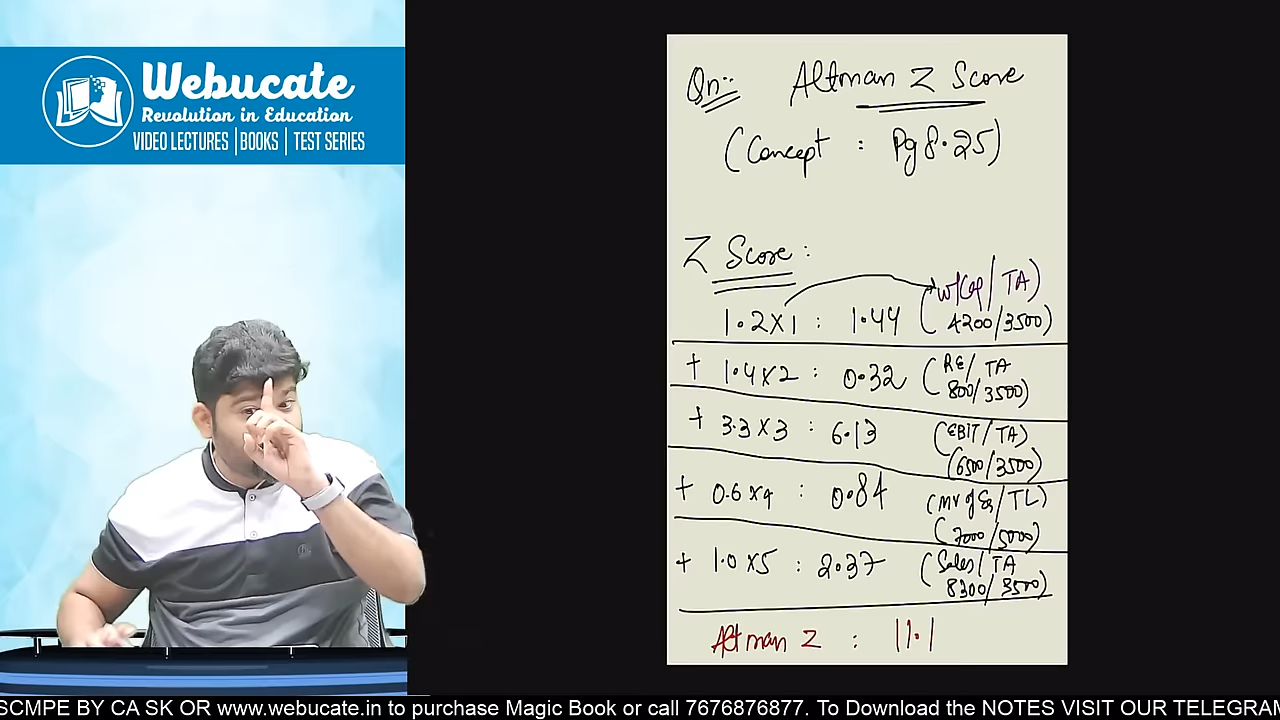 Webucate
Revolution in Education
VIDEO LECTURES | BOOKS | TEST SERIES
Qn:- Altman Z Score
(Concept : Pg 8.25)
Z Score :
(W/Cap / TA)
1.2X1 : 1.44 (4200/3500)
+ 1.4X2 : 0.32 (RE/TA
800/3500)
+ 3.3X3 : 6.13 (EBIT/TA)
(6500/3500)
+ 0.6X4 : 0.84 (MV of Eq/TL)
(7000/5000)
+ 1.0X5 : 2.37 (Sales/TA
8300/3500)
Altman Z : 11.1
SCMPE BY CA SK OR www.webucate.in to purchase Magic Book or call 7676876877. To Download the NOTES VISIT OUR TELEGRAM